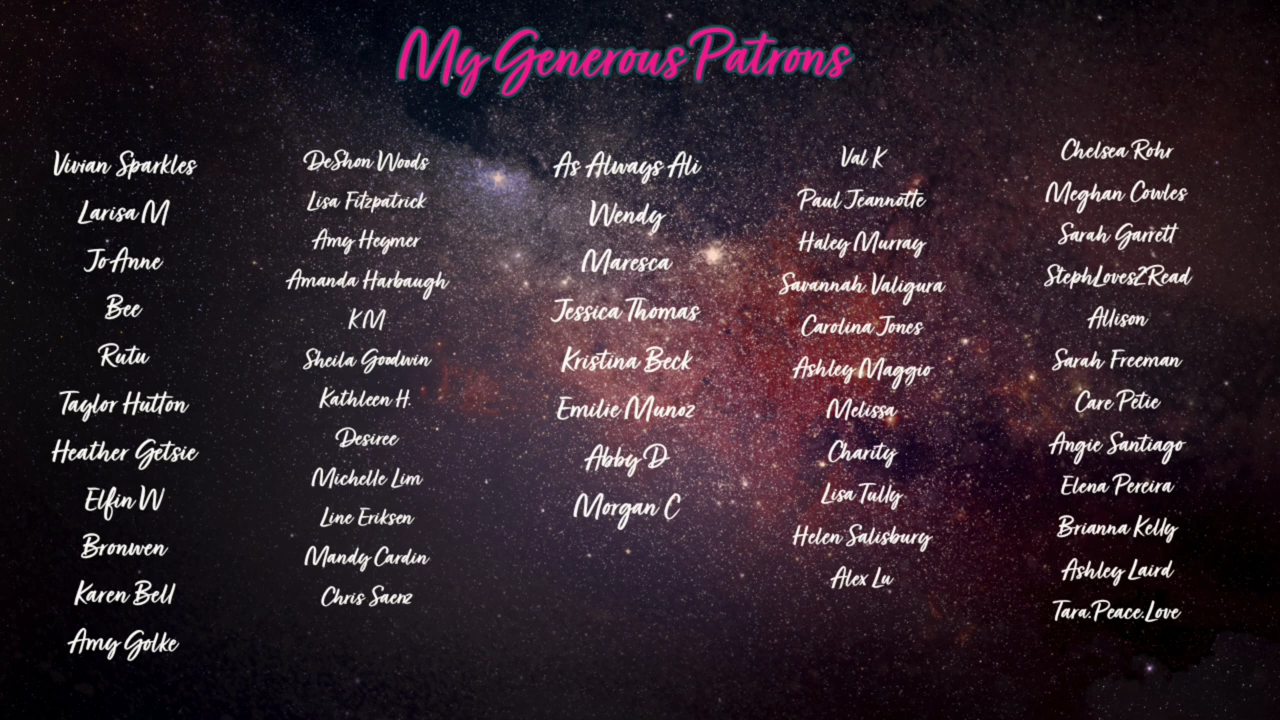 My Generous Patrons
Vivian Sparkles
Larisa M
Jo-Anne
Bee
Rutu
Taylor Hutton
Heather Getsie
Elfin W
Bronwen
Karen Bell
Amy Golke
DeShon Woods
Lisa Fitzpatrick
Amy Heymer
Amanda Harbaugh
KM
Sheila Goodwin
Kathleen H.
Desiree
Michelle Lim
Line Eriksen
Mandy Cardin
Chris Saenz
As Always Ali
Wendy
Maresca
Jessica Thomas
Kristina Beck
Emilie Munoz
Abby D
Morgan C
Val K
Paul Jeannotte
Haley Murray
Savannah.Valigura
Carolina Jones
Ashley Maggio
Melissa
Charity
Lisa Tully
Helen Salisbury
Alex Lu
Chelsea Rohr
Meghan Cowles
Sarah Garrett
StephLoves2Read
Allison
Sarah Freeman
Care Petie
Angie Santiago
Elena Pereira
Brianna Kelly
Ashley Laird
Tara.Peace.Love